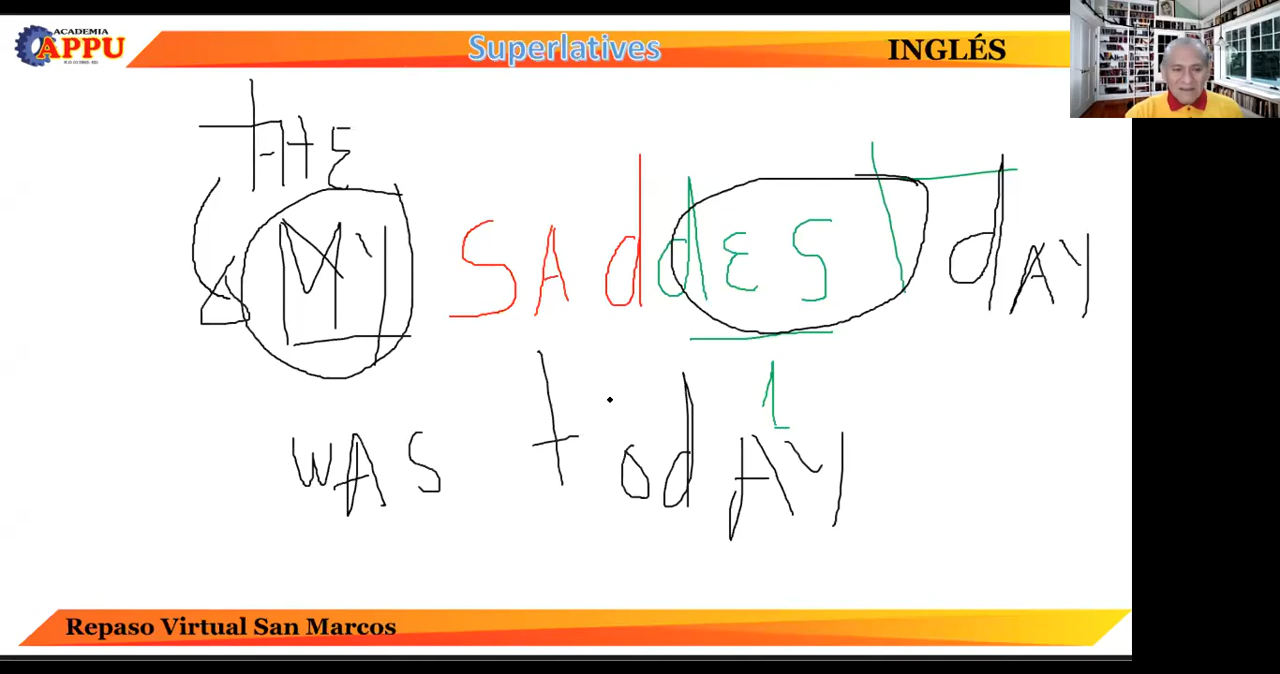 ACADEMIA
APPU
Superlatives
INGLÉS
THE
MY SADdEST dAY
1
WAS todAY
Repaso Virtual San Marcos